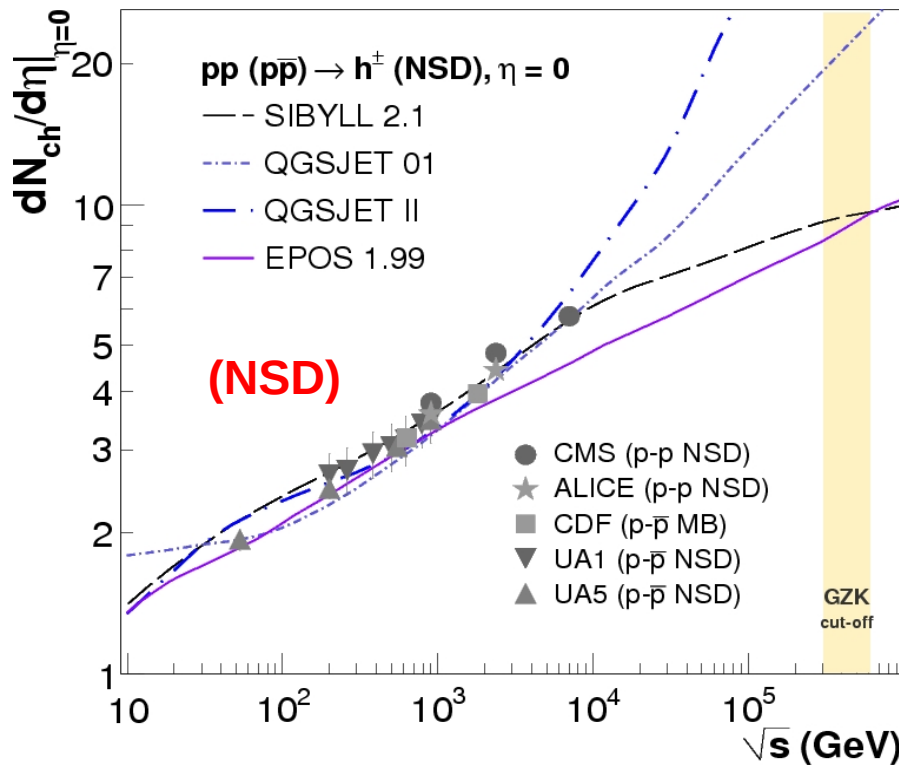 dN_ch/dη|_η=0
20
10
7
5
4
3
2
1
pp (pp̅) → h^± (NSD), η = 0
SIBYLL 2.1
QGSJET 01
QGSJET II
EPOS 1.99
(NSD)
CMS (p-p NSD)
ALICE (p-p NSD)
CDF (p-p̅ MB)
UA1 (p-p̅ NSD)
UA5 (p-p̅ NSD)
GZK
cut-off
10 10² 10³ 10⁴ 10⁵
√s (GeV)